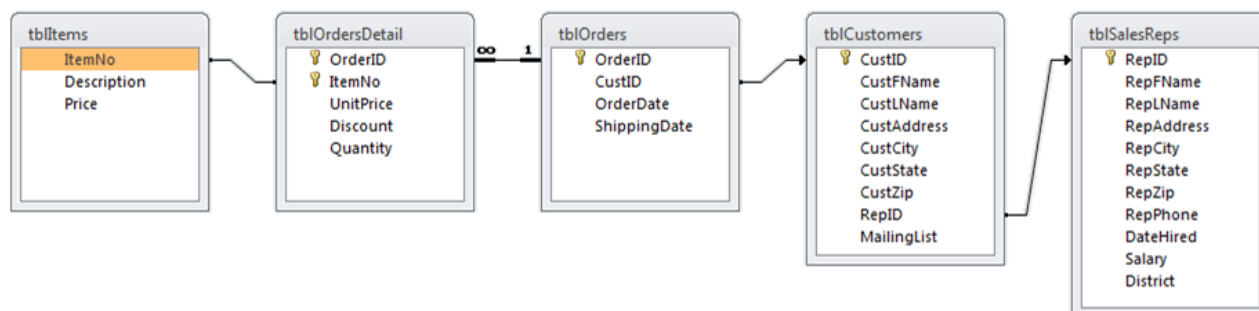 tblItems
ItemNo
Description
Price
tblOrdersDetail
OrderID
ItemNo
UnitPrice
Discount
Quantity
∞ 1
tblOrders
OrderID
CustID
OrderDate
ShippingDate
tblCustomers
CustID
CustFName
CustLName
CustAddress
CustCity
CustState
CustZip
RepID
MailingList
tblSalesReps
RepID
RepFName
RepLName
RepAddress
RepCity
RepState
RepZip
RepPhone
DateHired
Salary
District